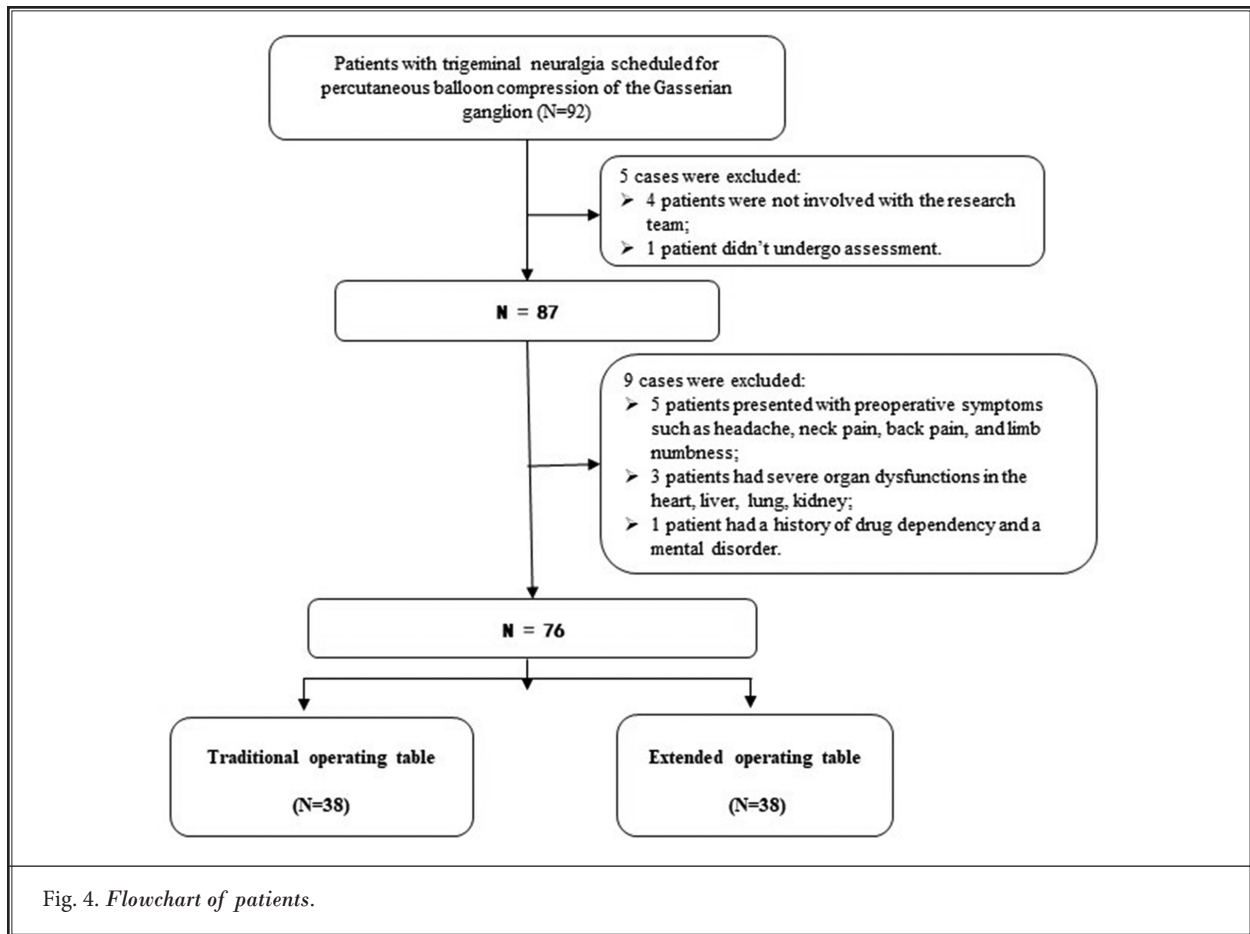 Patients with trigeminal neuralgia scheduled for
percutaneous balloon compression of the Gasserian
ganglion (N=92)
5 cases were excluded:
➢ 4 patients were not involved with the research
team;
➢ 1 patient didn't undergo assessment.
N = 87
9 cases were excluded:
➢ 5 patients presented with preoperative symptoms
such as headache, neck pain, back pain, and limb
numbness;
➢ 3 patients had severe organ dysfunctions in the
heart, liver, lung, kidney;
➢ 1 patient had a history of drug dependency and a
mental disorder.
N = 76
Traditional operating table
(N=38)
Extended operating table
(N=38)
Fig. 4. Flowchart of patients.